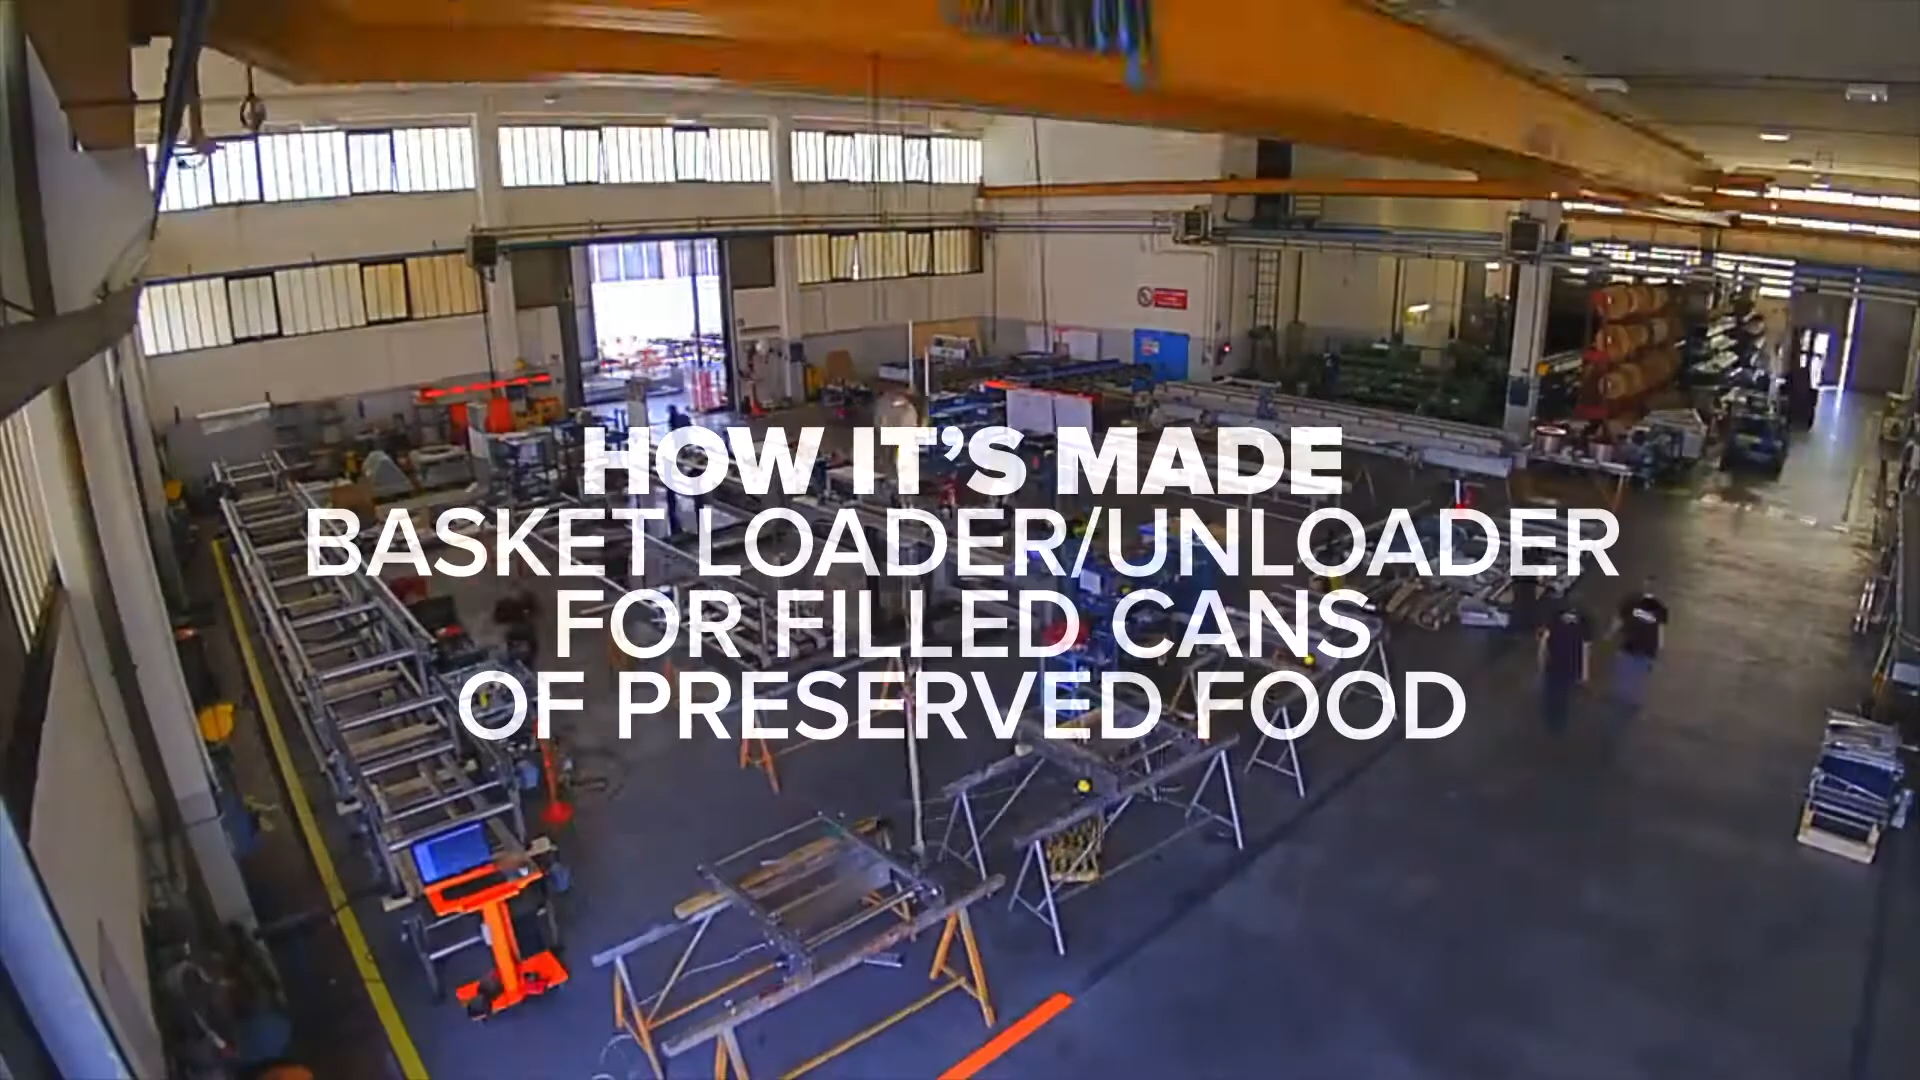 HOW IT’S MADE
BASKET LOADER/UNLOADER
FOR FILLED CANS
OF PRESERVED FOOD